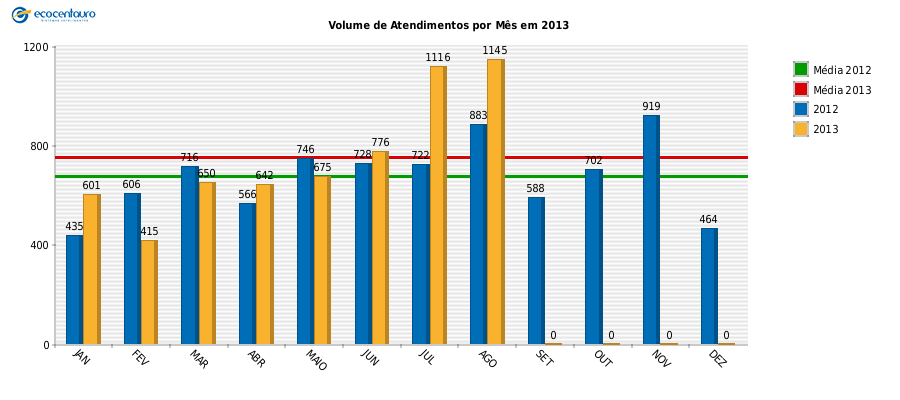 ecocentauro
Volume de Atendimentos por Mês em 2013
1200
800
400
0
435
601
606
415
716
650
566
642
746
675
728
776
722
1116
883
1145
588
0
702
0
919
0
464
0
JAN
FEV
MAR
ABR
MAIO
JUN
JUL
AGO
SET
OUT
NOV
DEZ
Média 2012
Média 2013
2012
2013